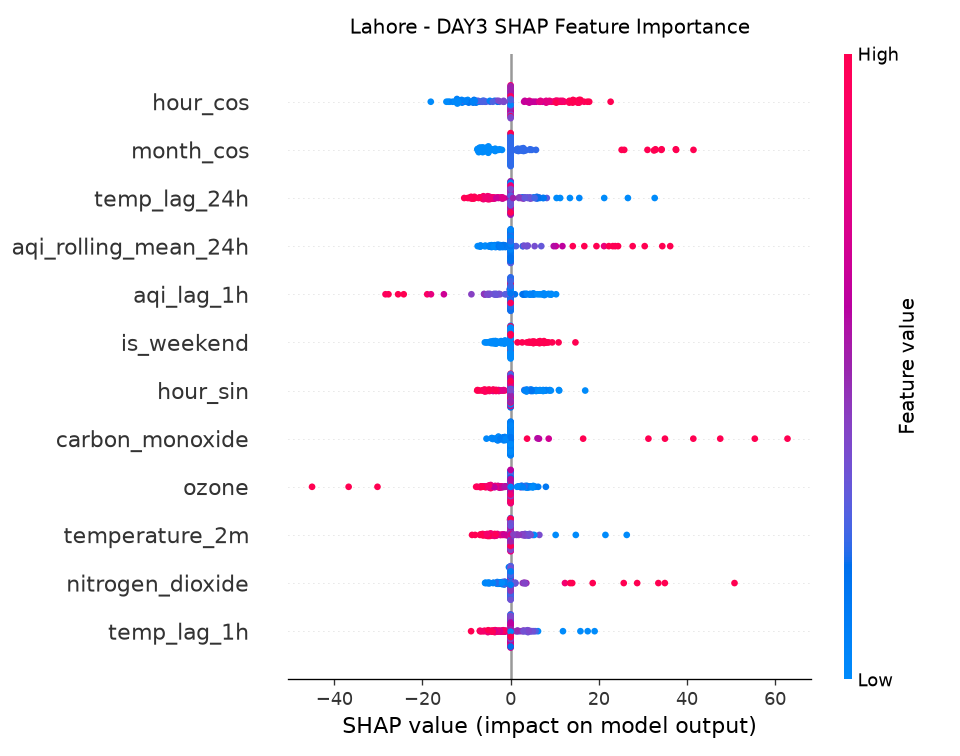 Lahore - DAY3 SHAP Feature Importance
High
hour_cos
month_cos
temp_lag_24h
aqi_rolling_mean_24h
aqi_lag_1h
is_weekend
hour_sin
carbon_monoxide
ozone
temperature_2m
nitrogen_dioxide
temp_lag_1h
Feature value
Low
−40 −20 0 20 40 60
SHAP value (impact on model output)